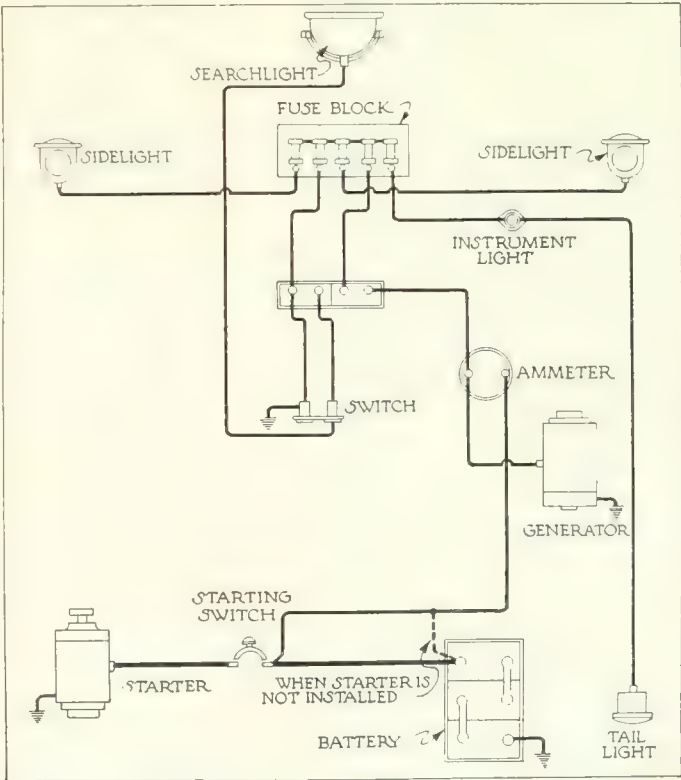 SEARCHLIGHT
FUSE BLOCK
SIDELIGHT
SIDELIGHT
INSTRUMENT
LIGHT
AMMETER
SWITCH
GENERATOR
STARTING
SWITCH
STARTER
WHEN STARTER IS
NOT INSTALLED
BATTERY
TAIL
LIGHT